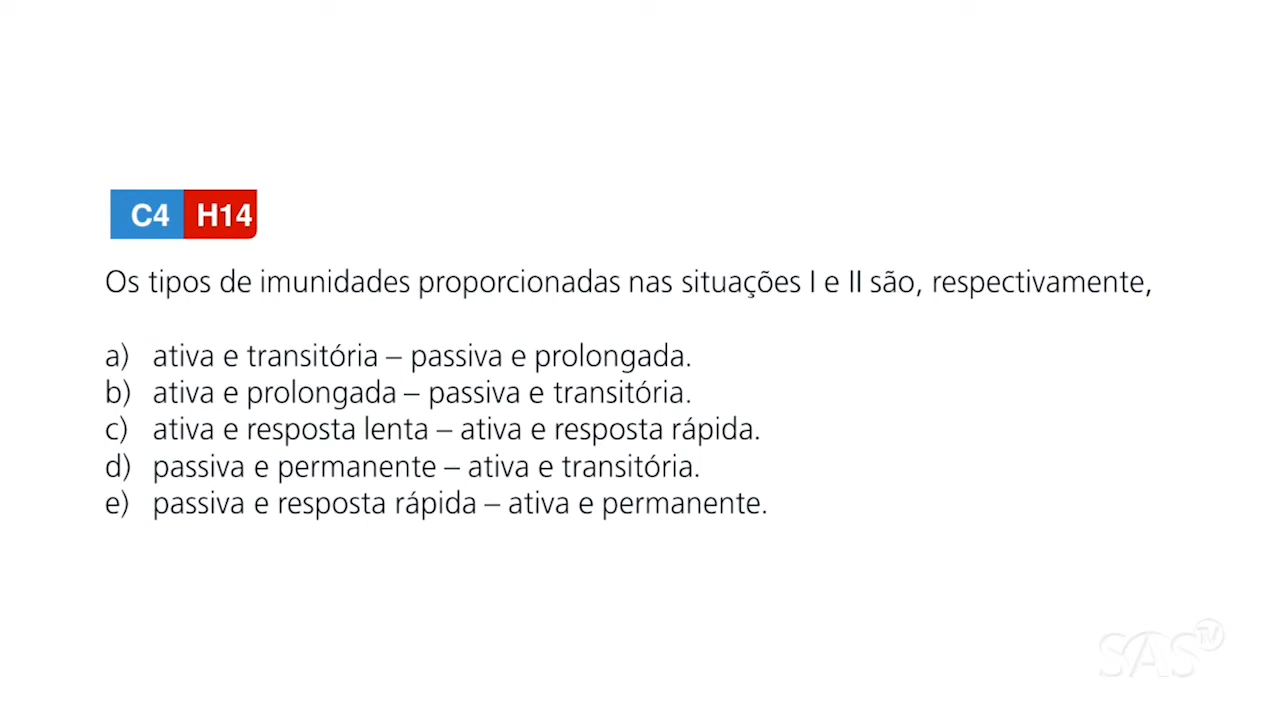 C4 H14
Os tipos de imunidades proporcionadas nas situações I e II são, respectivamente,
a) ativa e transitória – passiva e prolongada.
b) ativa e prolongada – passiva e transitória.
c) ativa e resposta lenta – ativa e resposta rápida.
d) passiva e permanente – ativa e transitória.
e) passiva e resposta rápida – ativa e permanente.
SAS TV